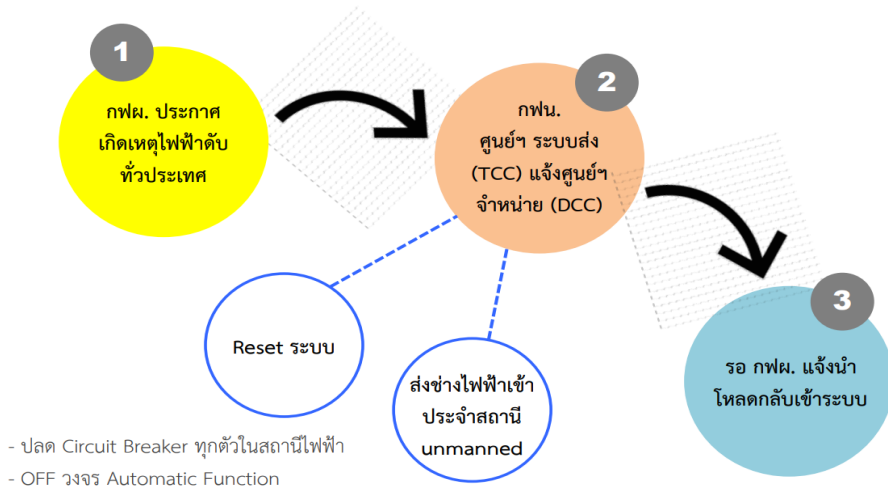 1
กฟผ. ประกาศ
เกิดเหตุไฟฟ้าดับ
ทั่วประเทศ
2
กฟน.
ศูนย์ฯ ระบบส่ง
(TCC) แจ้งศูนย์ฯ
จำหน่าย (DCC)
Reset ระบบ
ส่งช่างไฟฟ้าเข้า
ประจำสถานี
unmanned
3
รอ กฟผ. แจ้งนำ
โหลดกลับเข้าระบบ
- ปลด Circuit Breaker ทุกตัวในสถานีไฟฟ้า
- OFF วงจร Automatic Function